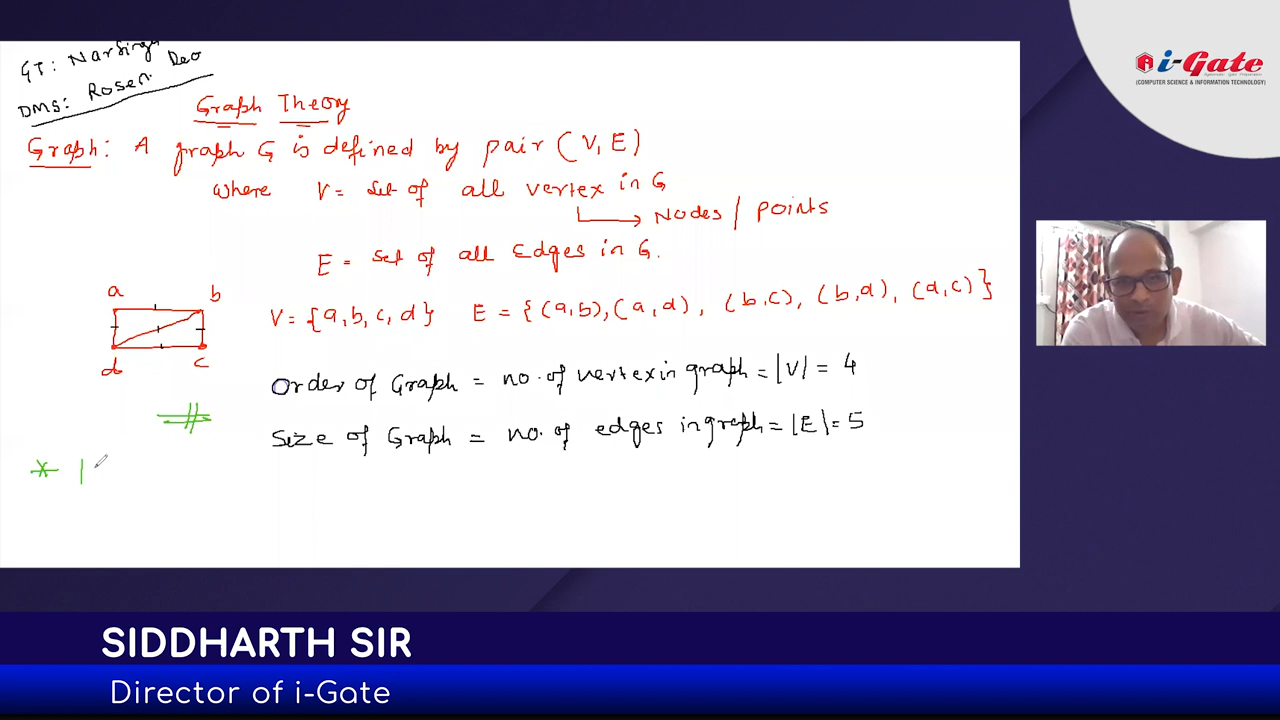 GT: Narsingh Deo
DMS: Rosen.
Graph Theory
Graph: A graph G is defined by pair (V, E)
where V = set of all vertex in G
Nodes / points
E = set of all Edges in G.
a b
d c
V = {a, b, c, d} E = {(a,b), (a,d), (b,c), (b,d), (d,c)}
Order of Graph = no. of vertex in graph = |V| = 4
Size of Graph = no. of edges in graph = |E| = 5
* |
i-Gate
(COMPUTER SCIENCE & INFORMATION TECHNOLOGY)
SIDDHARTH SIR
Director of i-Gate